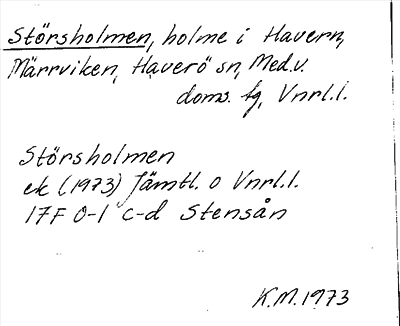 Störsholmen, holme i Havern,
Märrviken, Haverö sn, Med.v.
doms. tg, Vnrl.l.
Störsholmen
ek (1973) Jämtl. o Vnrl.l.
17F 0-1 c-d Stensån
K.M. 1973